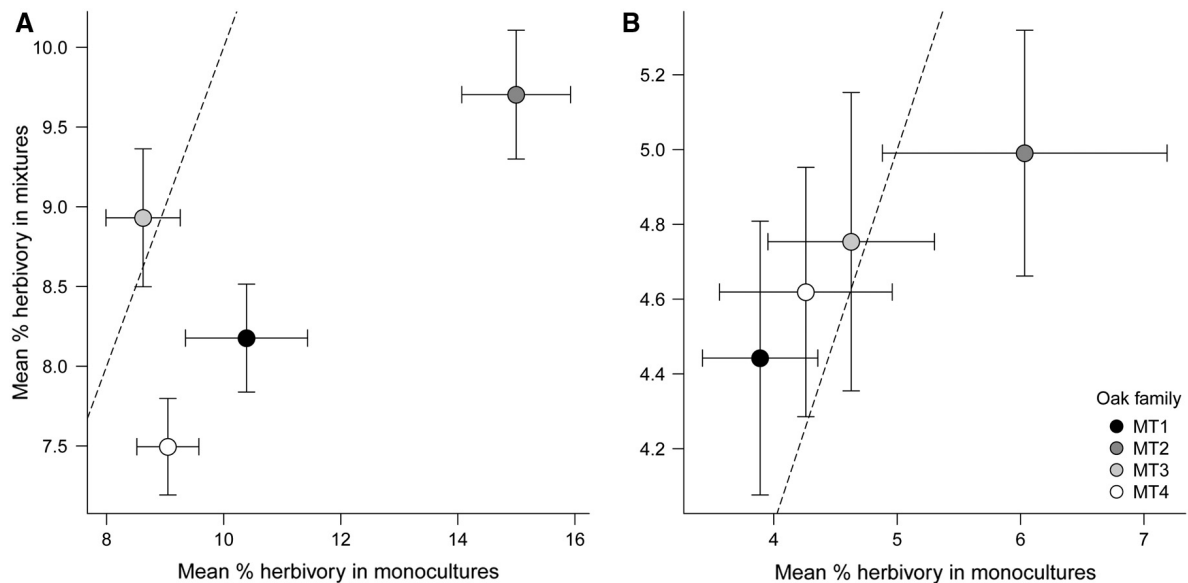 A
Mean % herbivory in mixtures
10.0
9.5
9.0
8.5
8.0
7.5
8 10 12 14 16
Mean % herbivory in monocultures
B
5.2
5.0
4.8
4.6
4.4
4.2
4 5 6 7
Mean % herbivory in monocultures
Oak family
MT1
MT2
MT3
MT4